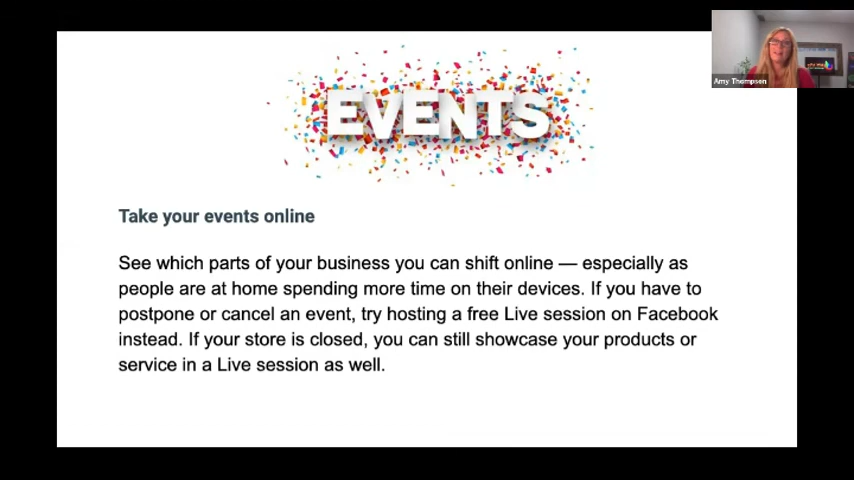 Amy Thompson
EVENTS
Take your events online
See which parts of your business you can shift online — especially as
people are at home spending more time on their devices. If you have to
postpone or cancel an event, try hosting a free Live session on Facebook
instead. If your store is closed, you can still showcase your products or
service in a Live session as well.